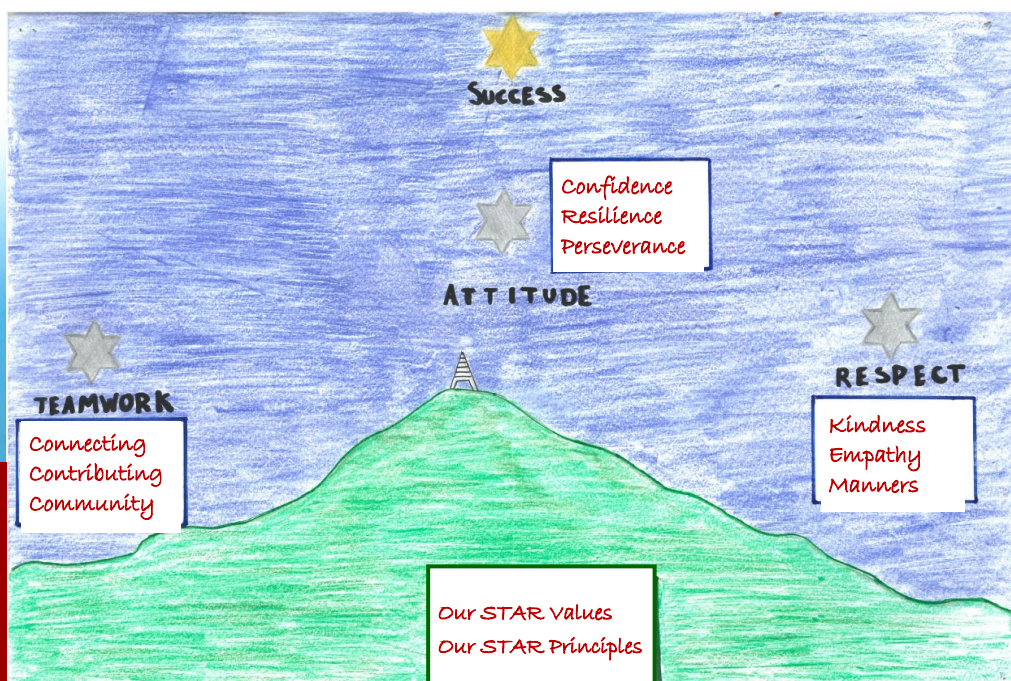 SUCCESS
Confidence
Resilience
Perseverance
ATTITUDE
TEAMWORK
Connecting
Contributing
Community
RESPECT
Kindness
Empathy
Manners
Our STAR Values
Our STAR Principles